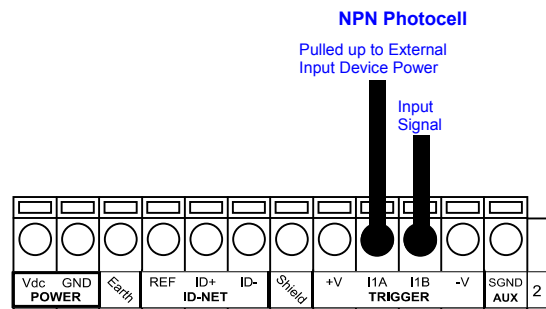 NPN Photocell
Pulled up to External
Input Device Power
Input
Signal
Vdc GND Earth REF ID+ ID- Shield +V I1A I1B -V SGND 2
POWER ID-NET TRIGGER AUX